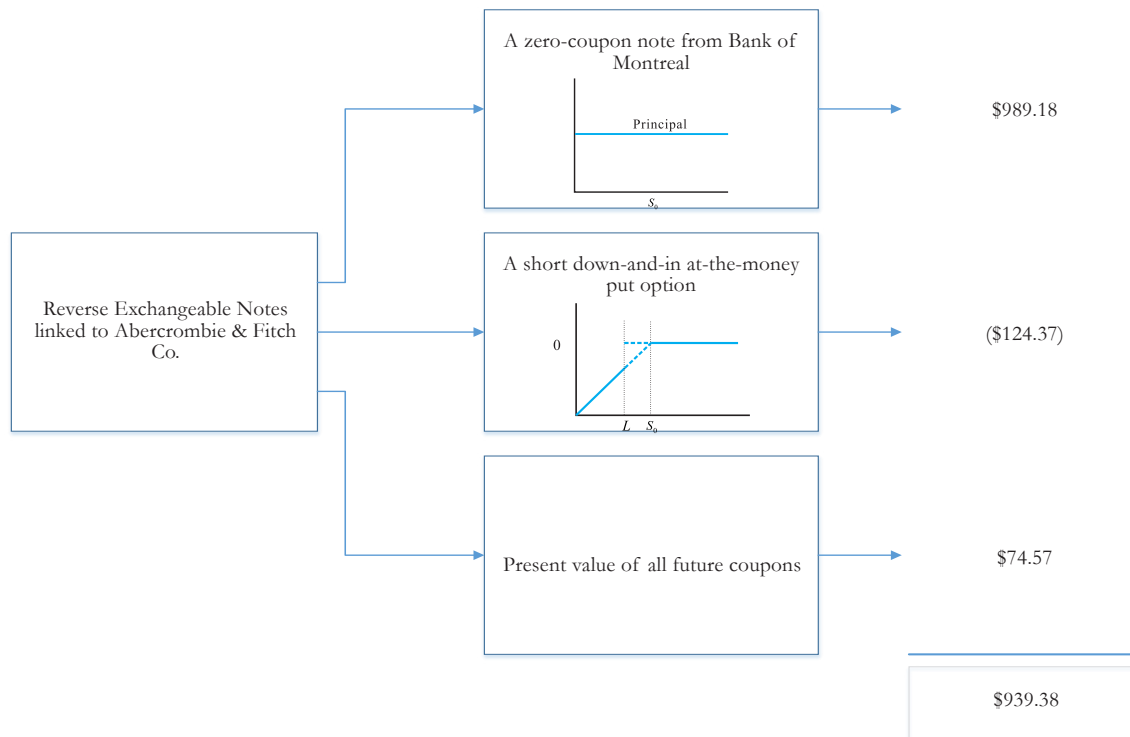 A zero-coupon note from Bank of
Montreal
Principal
S₀
$989.18
Reverse Exchangeable Notes
linked to Abercrombie & Fitch
Co.
A short down-and-in at-the-money
put option
0
L S₀
($124.37)
Present value of all future coupons
$74.57
$939.38